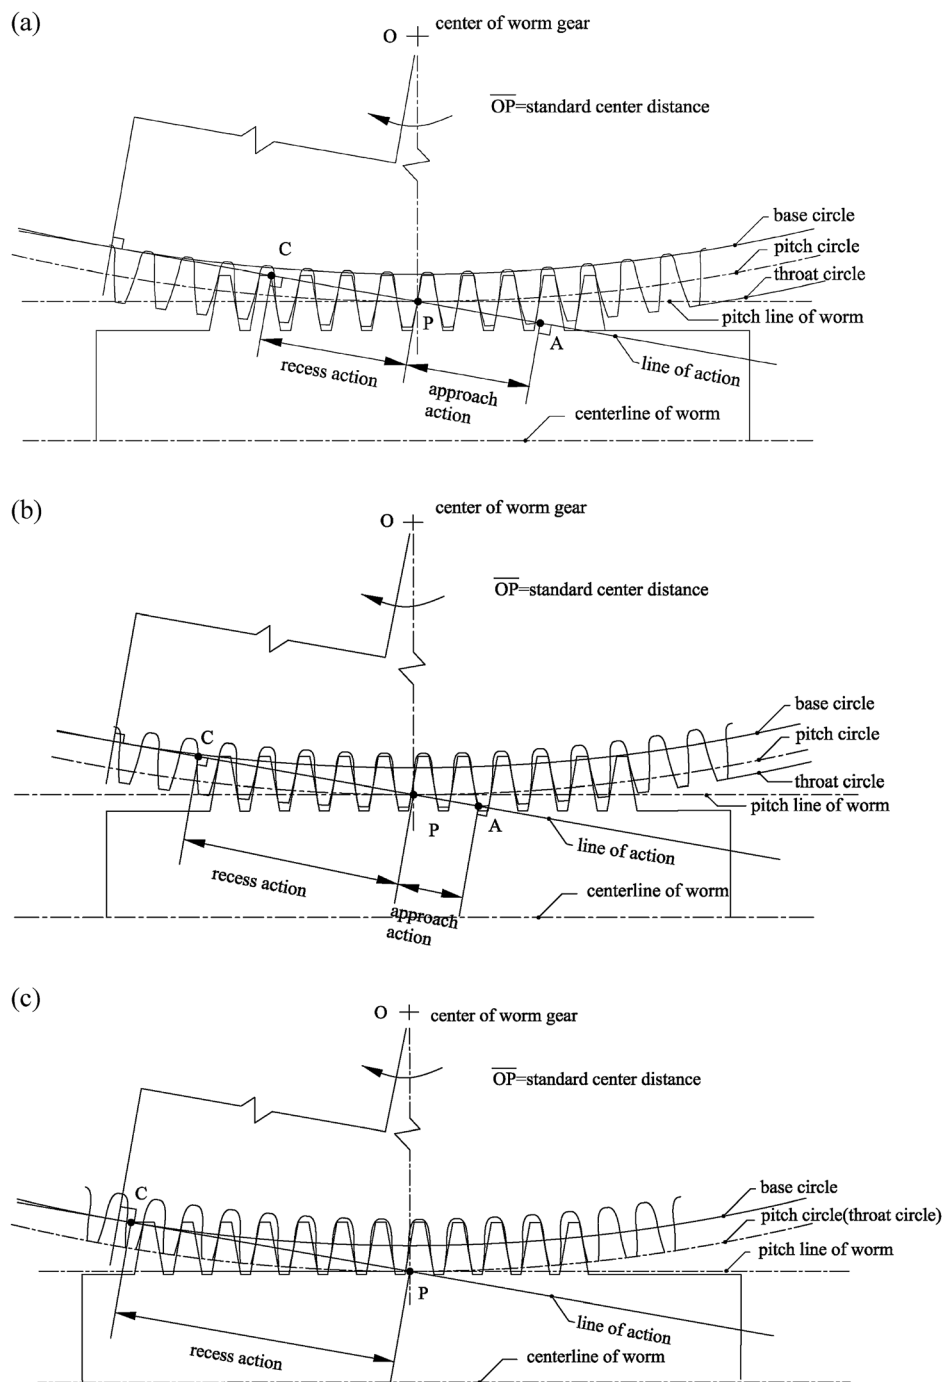 (a)
O
center of worm gear
OP=standard center distance
base circle
C
pitch circle
throat circle
P
pitch line of worm
A
recess action
line of action
approach
action
centerline of worm
(b)
O
center of worm gear
OP=standard center distance
base circle
C
pitch circle
throat circle
pitch line of worm
P
A
line of action
recess action
centerline of worm
approach
action
(c)
O
center of worm gear
OP=standard center distance
base circle
C
pitch circle(throat circle)
pitch line of worm
P
line of action
recess action
centerline of worm